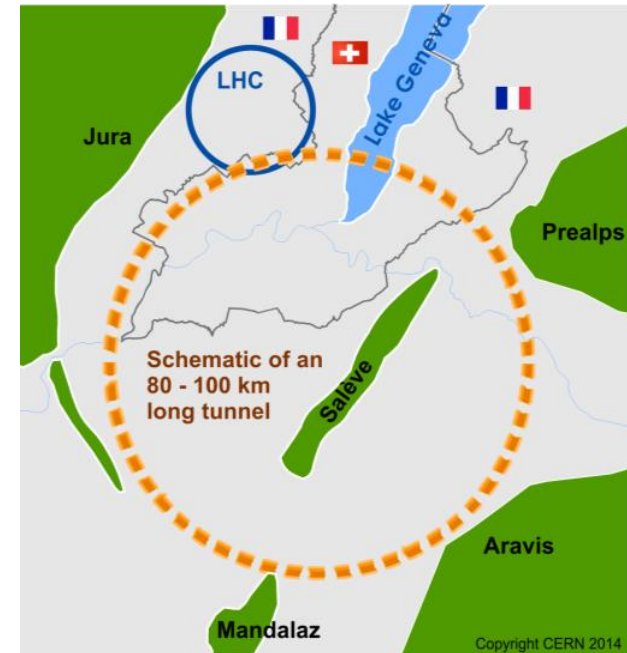 LHC
Lake Geneva
Jura
Prealps
Schematic of an
80 - 100 km
long tunnel
Salève
Aravis
Mandalaz
Copyright CERN 2014